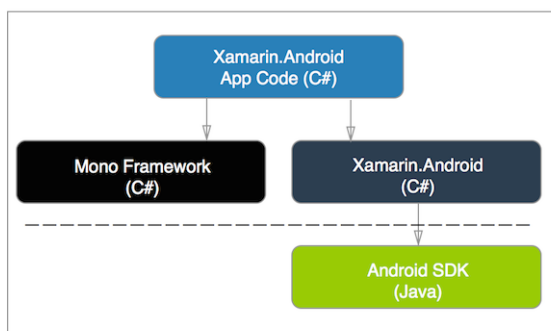 Xamarin.Android
App Code (C#)
Mono Framework
(C#)
Xamarin.Android
(C#)
Android SDK
(Java)